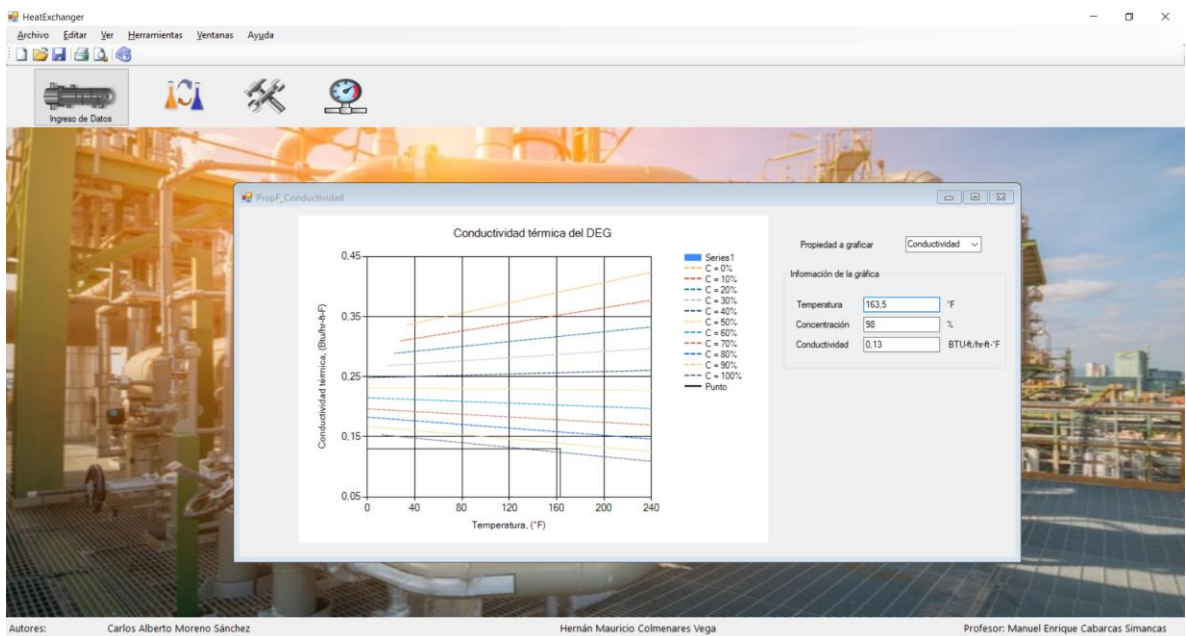 HeatExchanger
Archivo Editar Ver Herramientas Ventanas Ayuda
Ingreso de Datos
PropF_Conductividad
Conductividad térmica del DEG
Conductividad térmica, (Btu/hr-ft-F)
0,45
0,35
0,25
0,15
0,05
0 40 80 120 160 200 240
Temperatura, (°F)
Series1
C = 0%
C = 10%
C = 20%
C = 30%
C = 40%
C = 50%
C = 60%
C = 70%
C = 80%
C = 90%
C = 100%
Punto
Propiedad a graficar Conductividad
Información de la gráfica
Temperatura 163,5 °F
Concentración 98 %
Conductividad 0,13 BTU-ft/hr-ft-°F
Autores: Carlos Alberto Moreno Sánchez Hernán Mauricio Colmenares Vega Profesor: Manuel Enrique Cabarcas Simancas